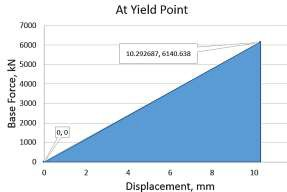 At Yield Point
7000
6000
5000
4000
3000
2000
1000
0
Base Force, kN
10.292687, 6140.638
0, 0
0 2 4 6 8 10
Displacement, mm